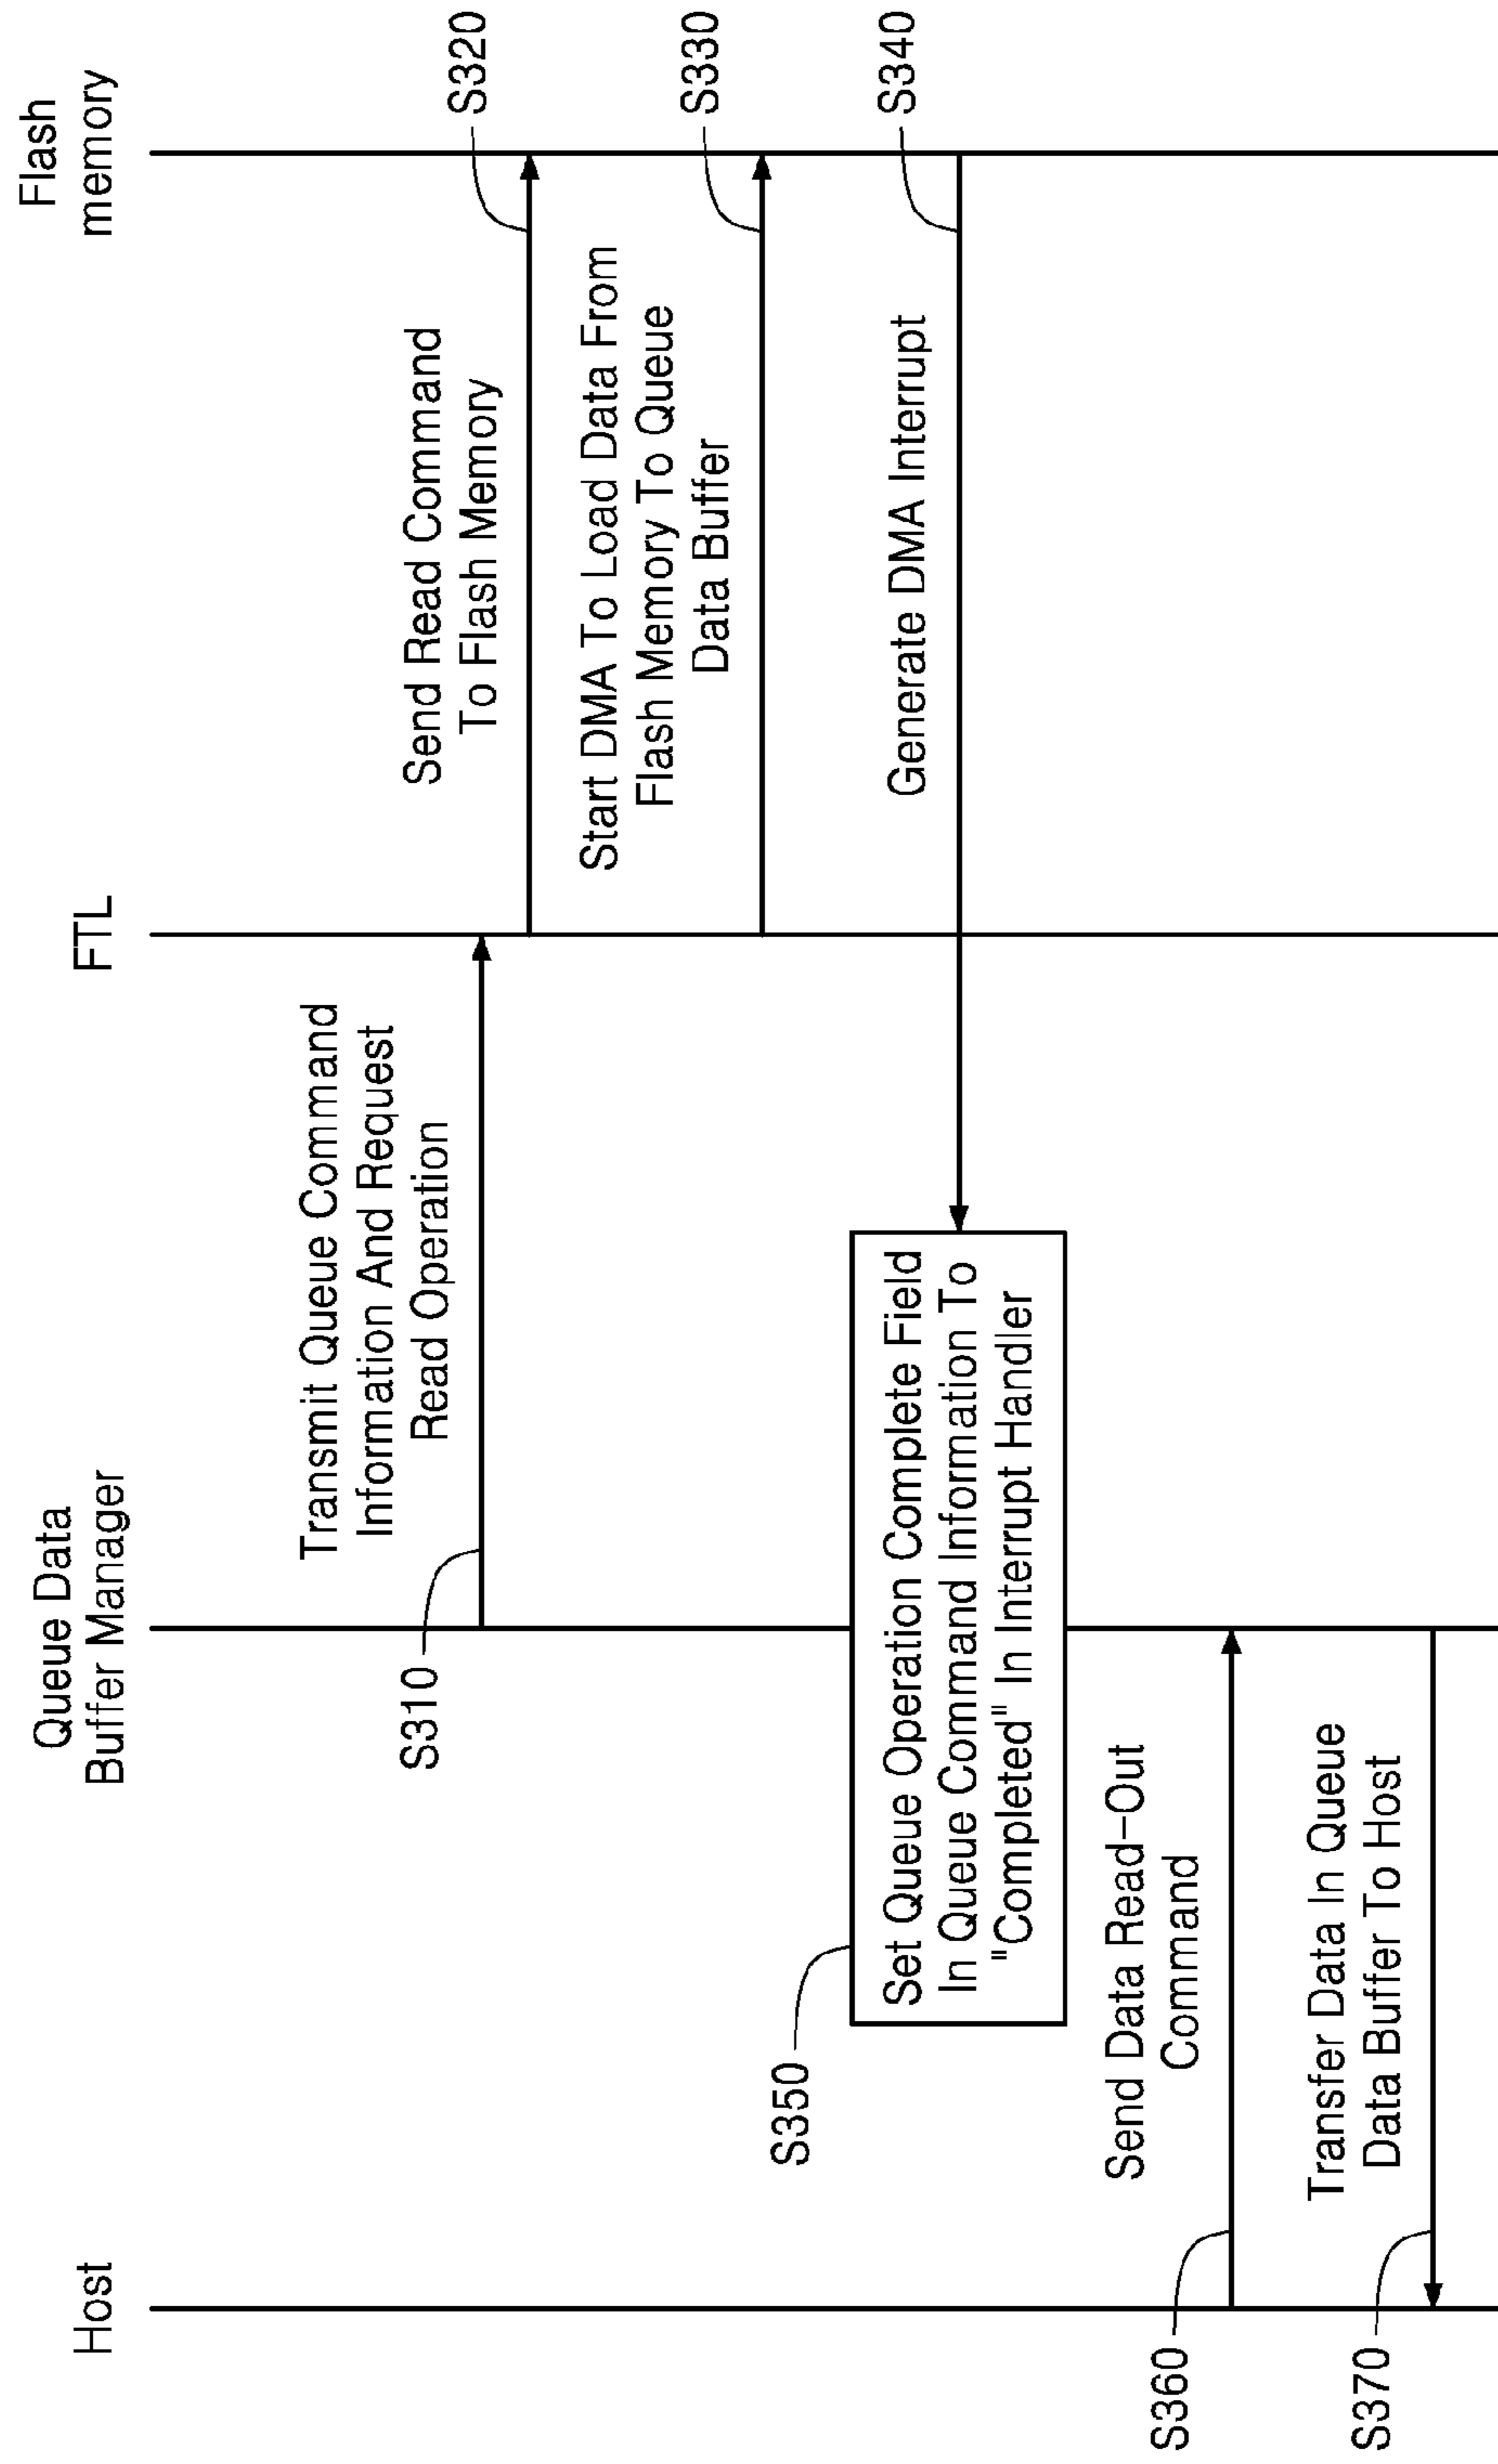 Host
Queue Data
Buffer Manager
FTL
Flash
memory
Transmit Queue Command
Information And Request
Read Operation
S310
Send Read Command
To Flash Memory
S320
Start DMA To Load Data From
Flash Memory To Queue
Data Buffer
S330
Generate DMA Interrupt
S340
S350
Set Queue Operation Complete Field
In Queue Command Information To
"Completed" In Interrupt Handler
Send Data Read-Out
Command
S360
Transfer Data In Queue
Data Buffer To Host
S370